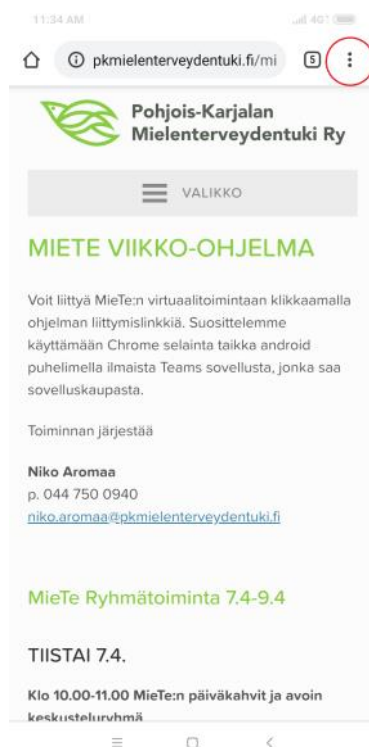 11:34 AM
4G⁺
pkmielenterveydentuki.fi/mi
5
Pohjois-Karjalan
Mielenterveydentuki Ry
VALIKKO
MIETE VIIKKO-OHJELMA
Voit liittyä MieTe:n virtuaalitoimintaan klikkaamalla
ohjelman liittymislinkkiä. Suosittelemme
käyttämään Chrome selainta taikka android
puhelimella ilmaista Teams sovellusta, jonka saa
sovelluskaupasta.
Toiminnan järjestää
Niko Aromaa
p. 044 750 0940
niko.aromaa@pkmielenterveydentuki.fi
MieTe Ryhmätoiminta 7.4-9.4
TIISTAI 7.4.
Klo 10.00-11.00 MieTe:n päiväkahvit ja avoin
keskusteluryhmä